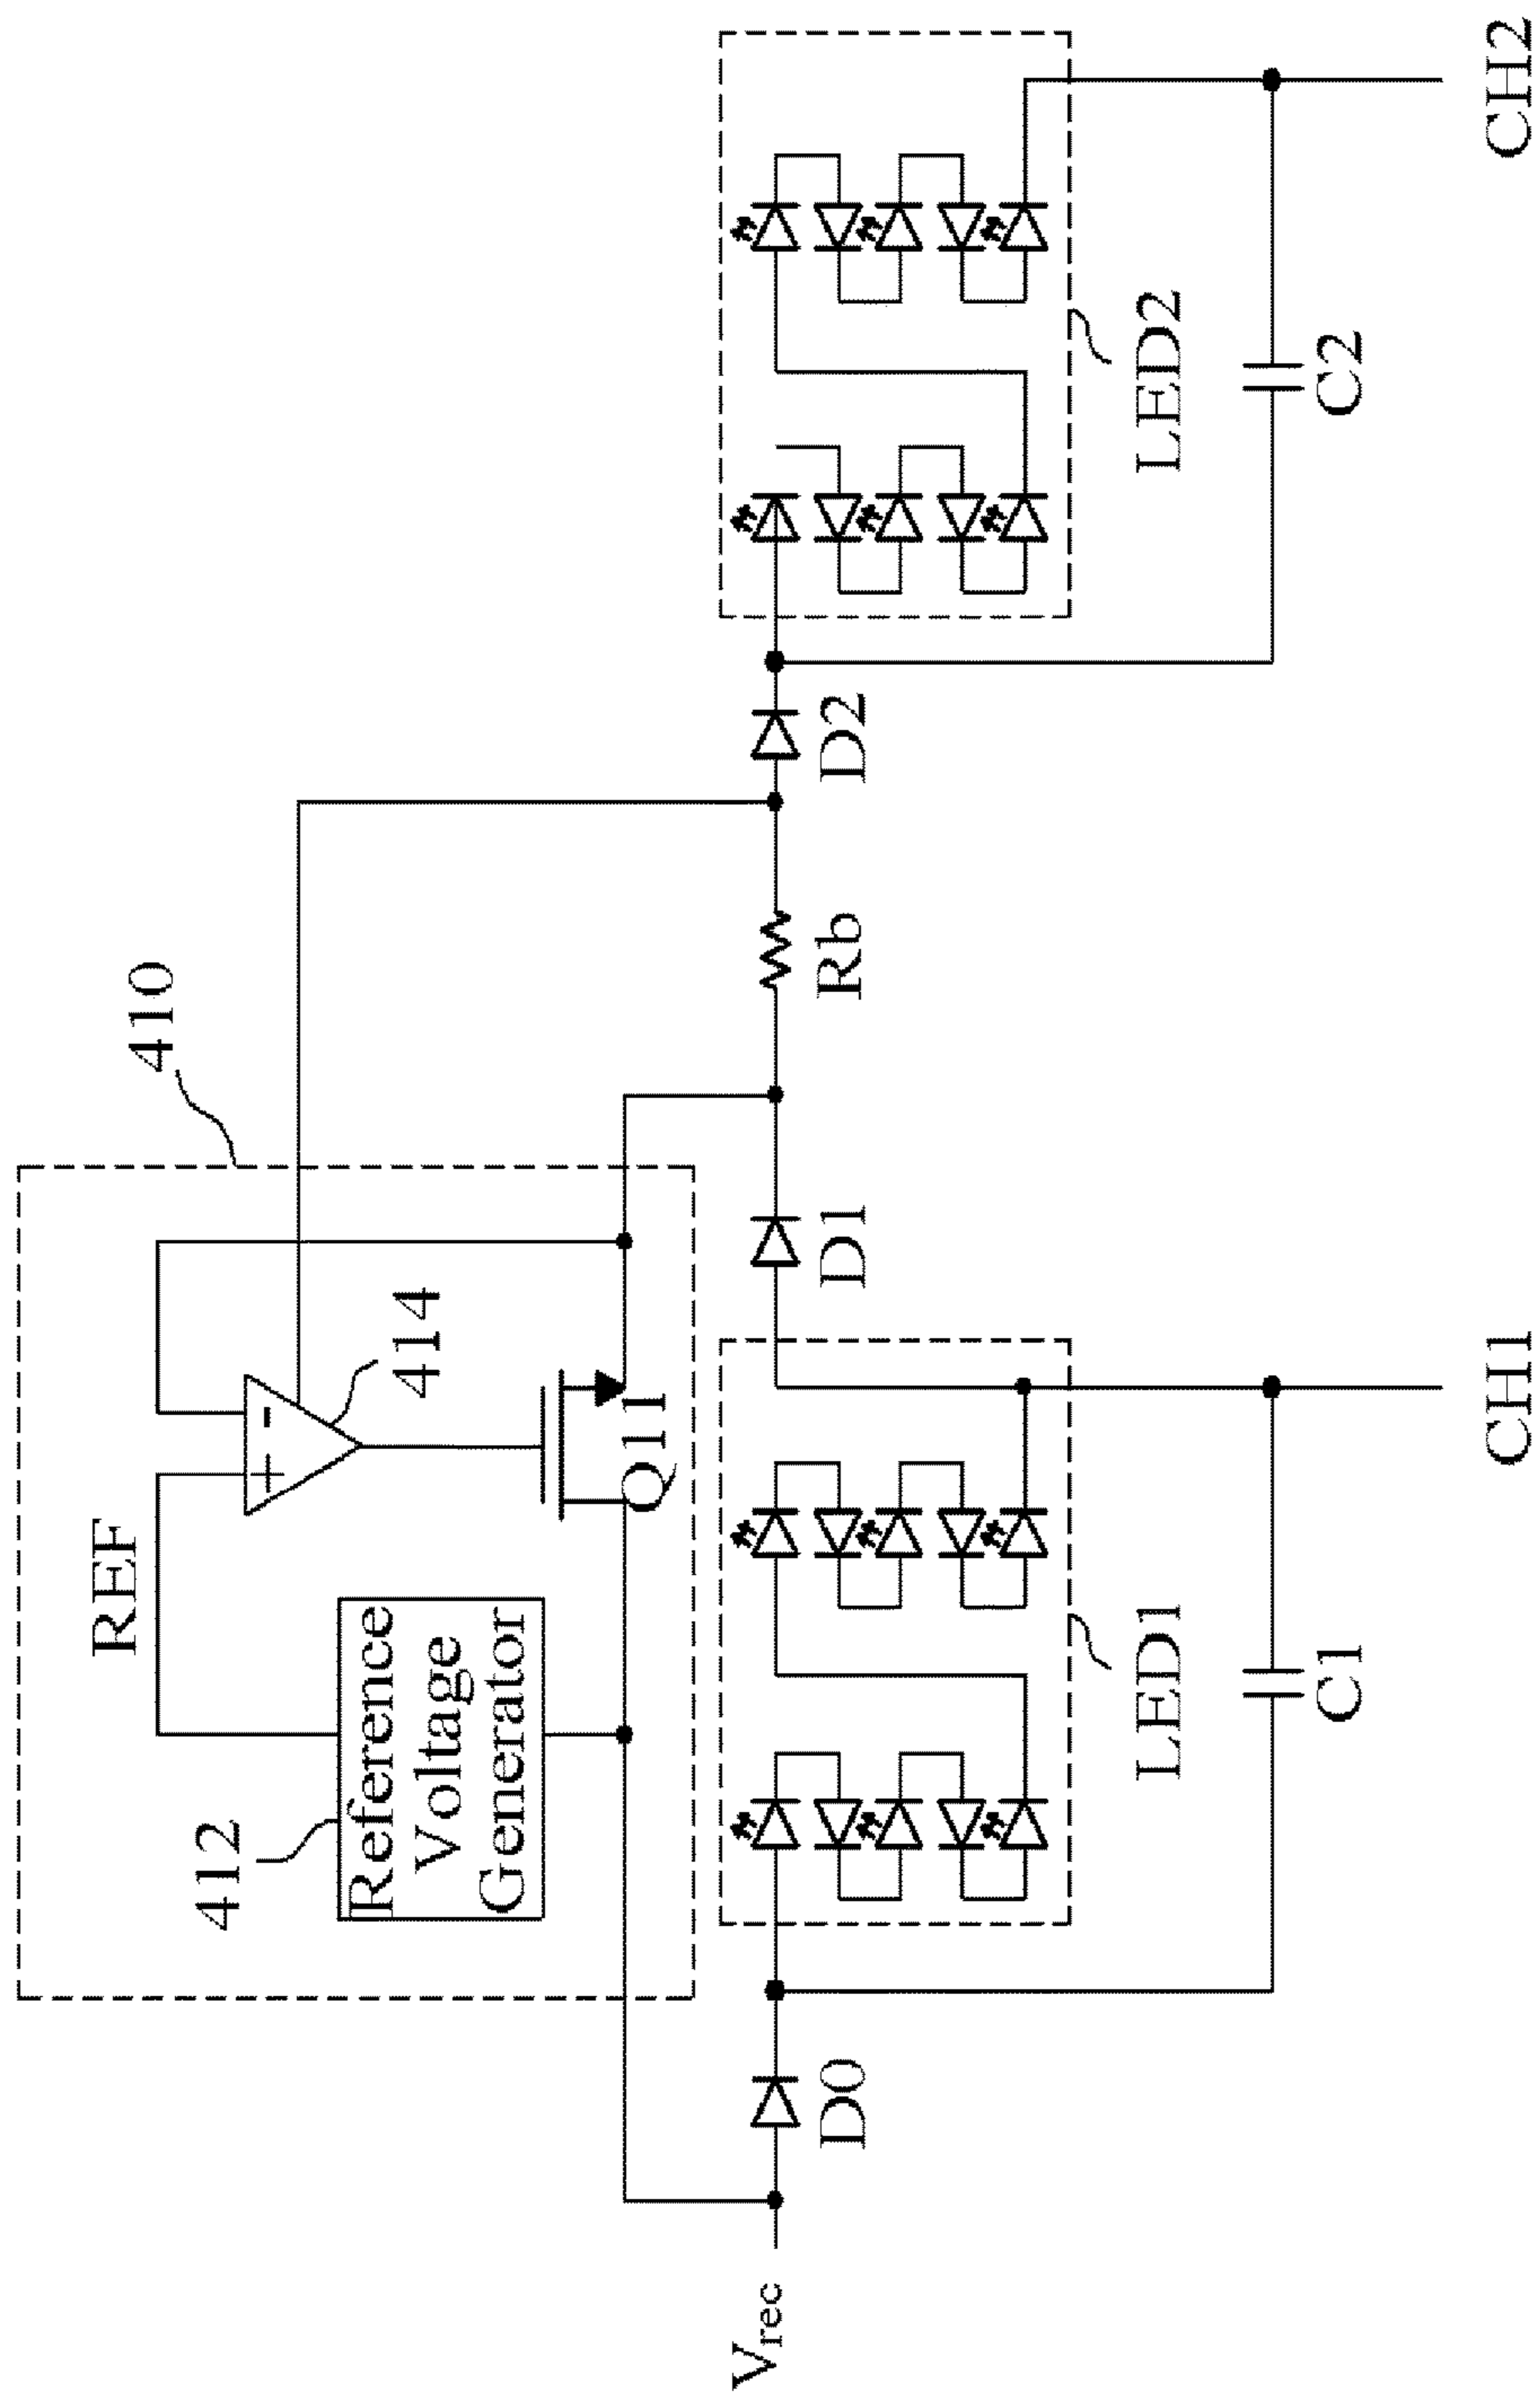 410
REF
412
Reference
Voltage
Generator
+
-
414
Q11
Vrec
D0
D1
Rb
D2
LED1
LED2
C1
C2
CH1
CH2